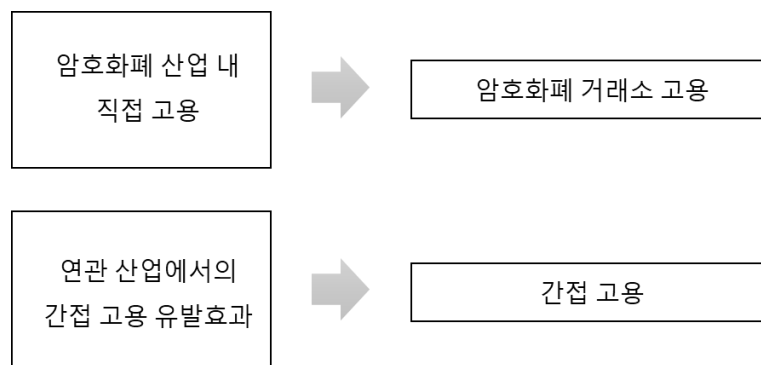 암호화폐 산업 내
직접 고용
암호화폐 거래소 고용
연관 산업에서의
간접 고용 유발효과
간접 고용